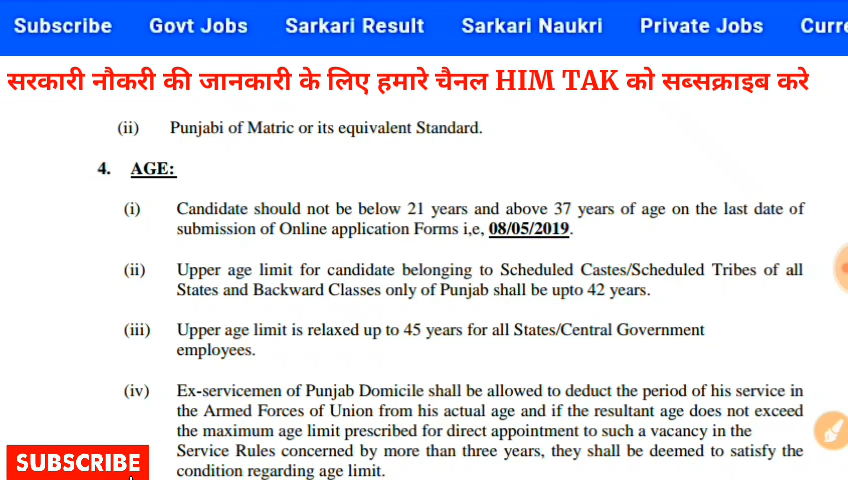 Subscribe Govt Jobs Sarkari Result Sarkari Naukri Private Jobs
सरकारी नौकरी की जानकारी के लिए हमारे चैनल HIM TAK को सब्सक्राइब करे
(ii) Punjabi of Matric or its equivalent Standard.
4. AGE:
(i) Candidate should not be below 21 years and above 37 years of age on the last date of
submission of Online application Forms i,e, 08/05/2019.
(ii) Upper age limit for candidate belonging to Scheduled Castes/Scheduled Tribes of all
States and Backward Classes only of Punjab shall be upto 42 years.
(iii) Upper age limit is relaxed up to 45 years for all States/Central Government
employees.
(iv) Ex-servicemen of Punjab Domicile shall be allowed to deduct the period of his service in
the Armed Forces of Union from his actual age and if the resultant age does not exceed
the maximum age limit prescribed for direct appointment to such a vacancy in the
Service Rules concerned by more than three years, they shall be deemed to satisfy the
condition regarding age limit.
SUBSCRIBE